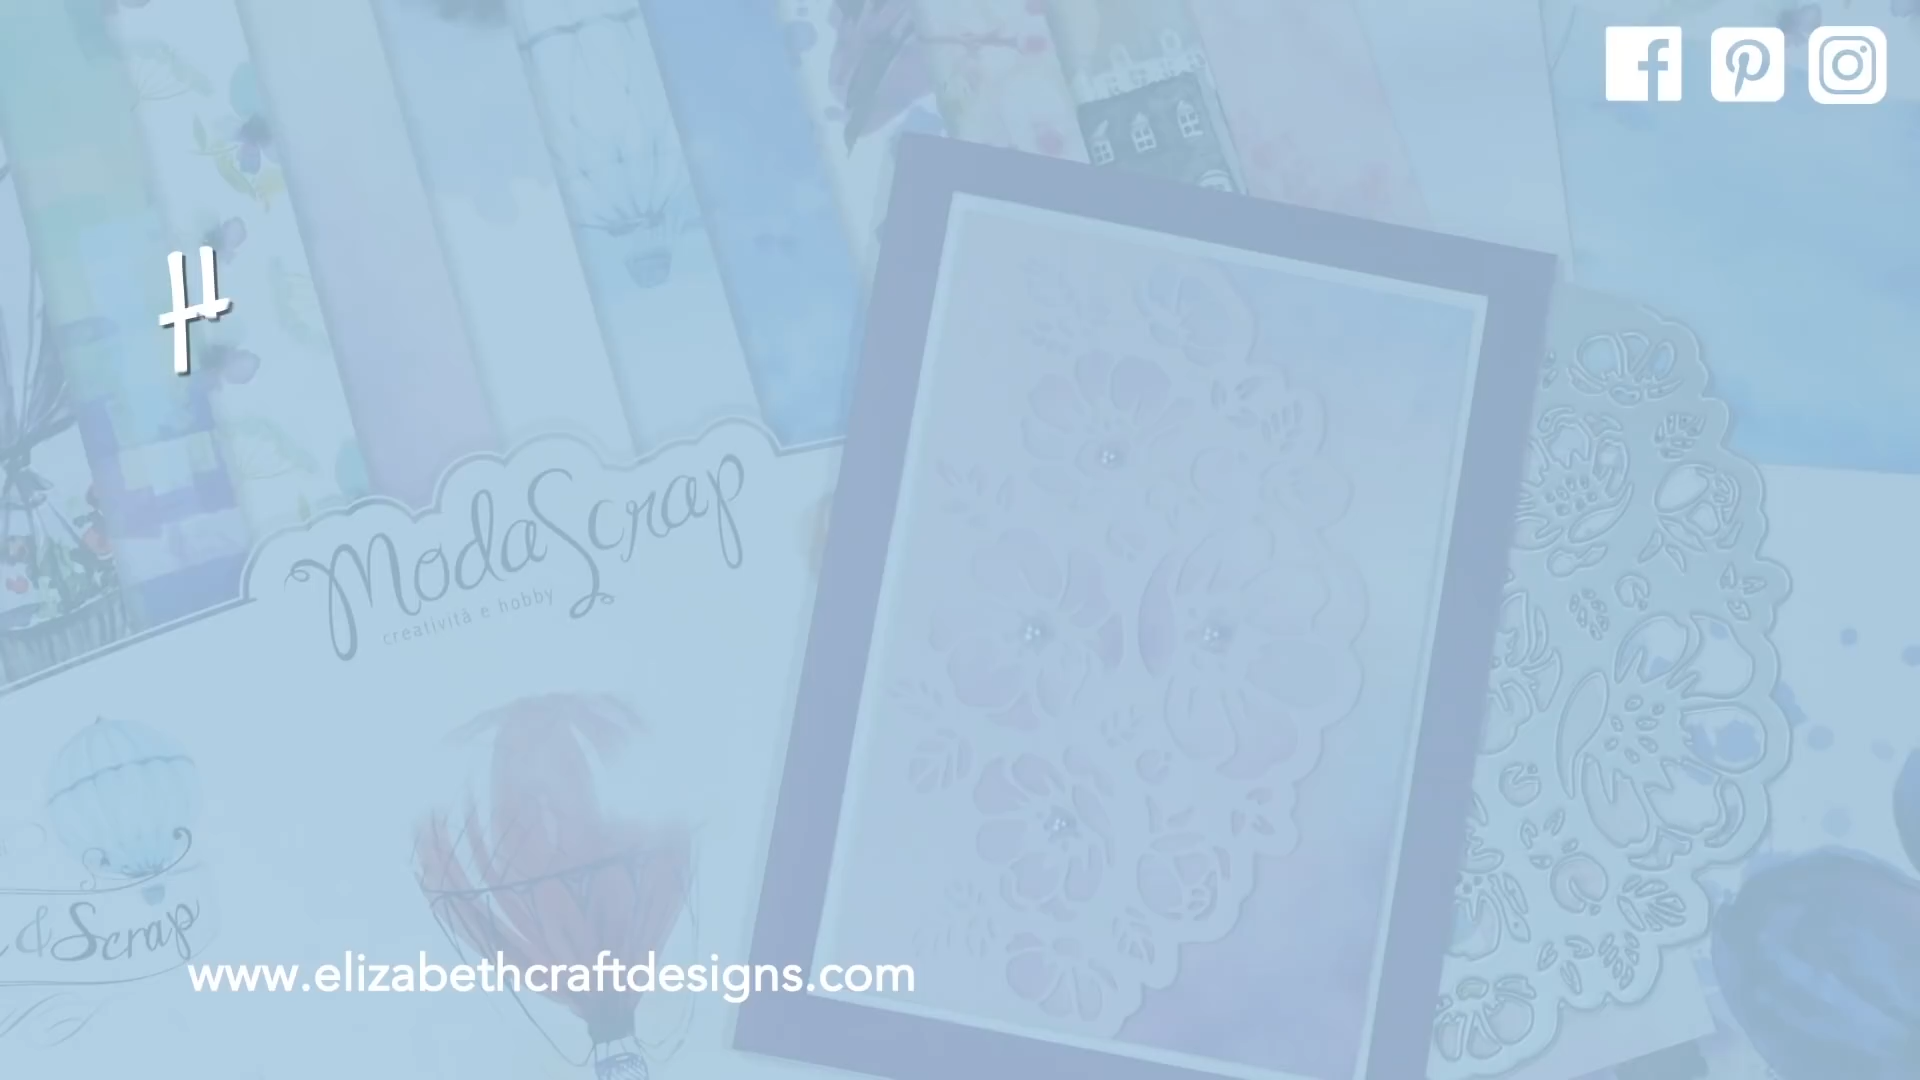 H
ModaScrap
creatività e hobby
& Scrap
www.elizabethcraftdesigns.com